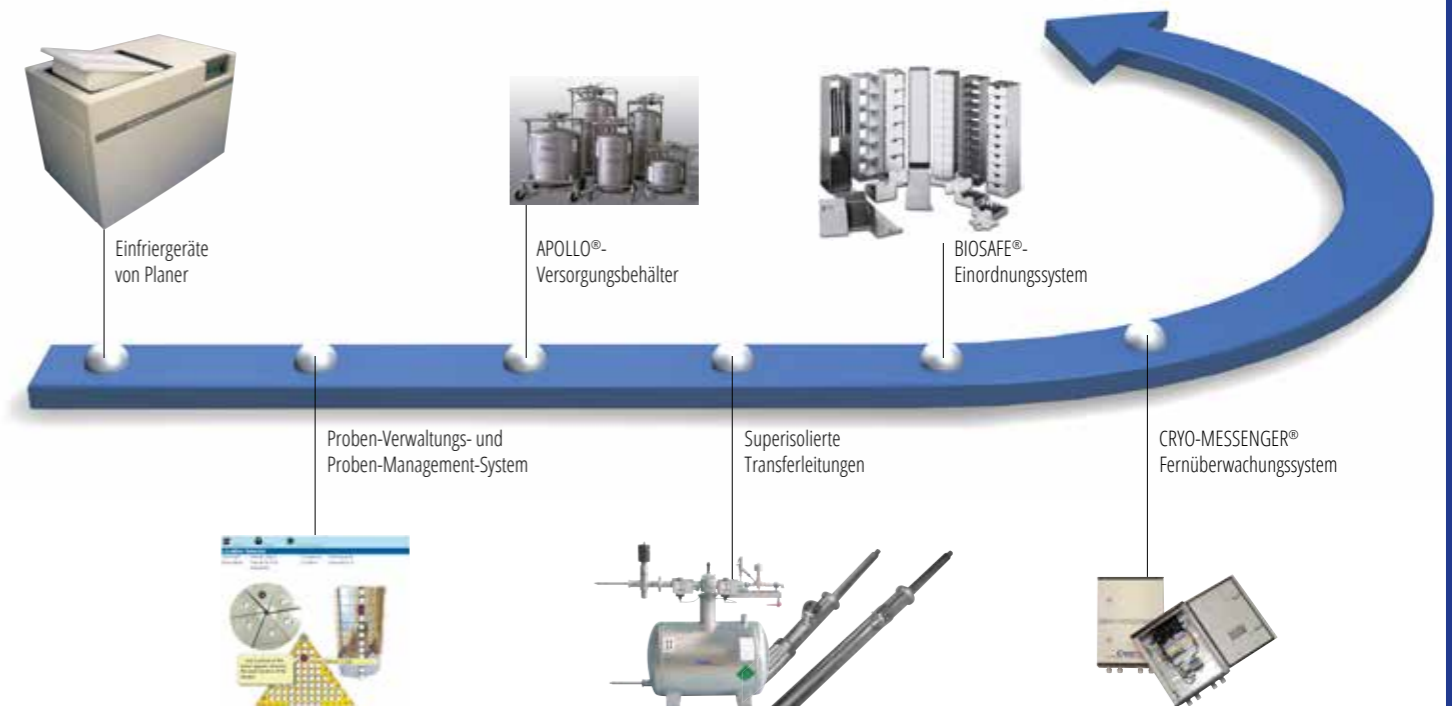 Einfriergeräte
von Planer
APOLLO®-
Versorgungsbehälter
BIOSAFE®-
Einordnungssystem
Proben-Verwaltungs- und
Proben-Management-System
Superisolierte
Transferleitungen
CRYO-MESSENGER®
Fernüberwachungssystem